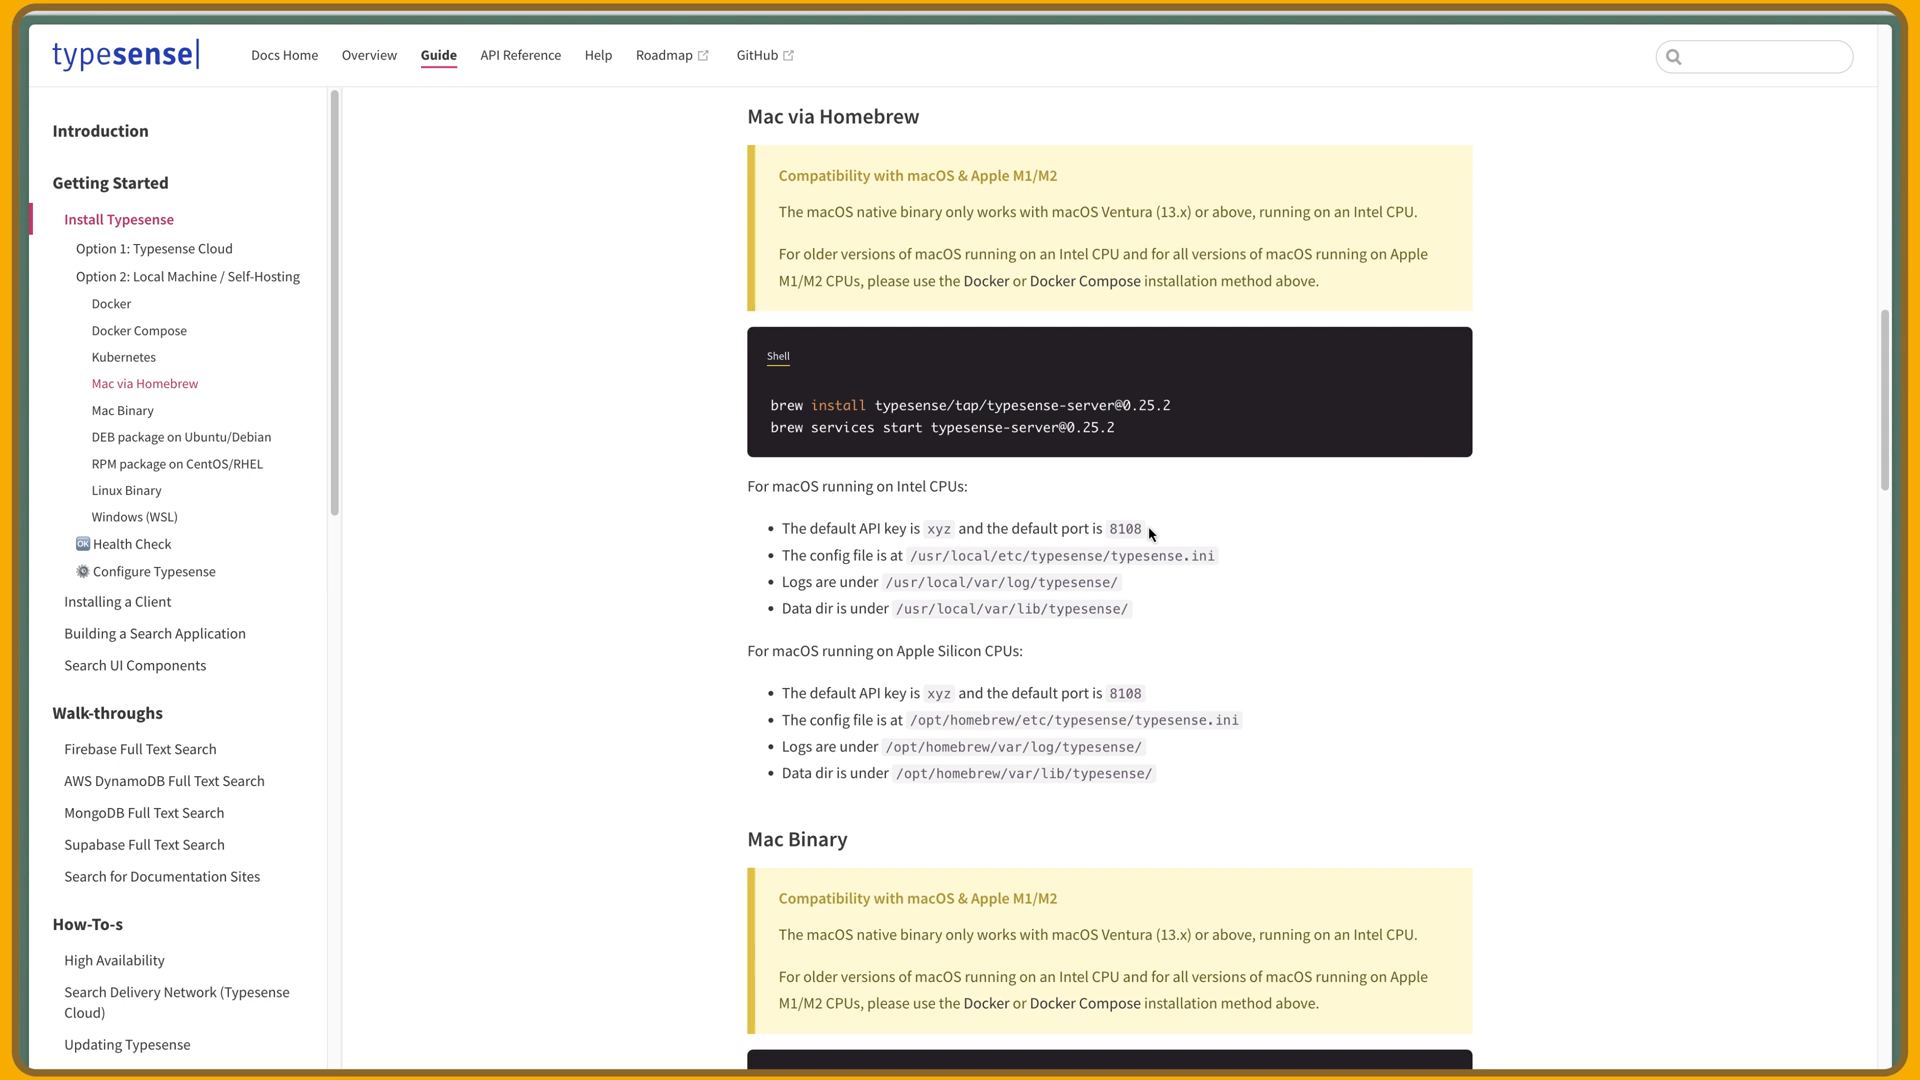 typesense
Docs Home
Overview
Guide
API Reference
Help
Roadmap
GitHub
Introduction
Getting Started
Install Typesense
Option 1: Typesense Cloud
Option 2: Local Machine / Self-Hosting
Docker
Docker Compose
Kubernetes
Mac via Homebrew
Mac Binary
DEB package on Ubuntu/Debian
RPM package on CentOS/RHEL
Linux Binary
Windows (WSL)
🆗 Health Check
⚙️ Configure Typesense
Installing a Client
Building a Search Application
Search UI Components
Walk-throughs
Firebase Full Text Search
AWS DynamoDB Full Text Search
MongoDB Full Text Search
Supabase Full Text Search
Search for Documentation Sites
How-To-s
High Availability
Search Delivery Network (Typesense
Cloud)
Updating Typesense
Mac via Homebrew
Compatibility with macOS & Apple M1/M2
The macOS native binary only works with macOS Ventura (13.x) or above, running on an Intel CPU.
For older versions of macOS running on an Intel CPU and for all versions of macOS running on Apple
M1/M2 CPUs, please use the Docker or Docker Compose installation method above.
Shell
brew install typesense/tap/typesense-server@0.25.2
brew services start typesense-server@0.25.2
For macOS running on Intel CPUs:
• The default API key is xyz and the default port is 8108
• The config file is at /usr/local/etc/typesense/typesense.ini
• Logs are under /usr/local/var/log/typesense/
• Data dir is under /usr/local/var/lib/typesense/
For macOS running on Apple Silicon CPUs:
• The default API key is xyz and the default port is 8108
• The config file is at /opt/homebrew/etc/typesense/typesense.ini
• Logs are under /opt/homebrew/var/log/typesense/
• Data dir is under /opt/homebrew/var/lib/typesense/
Mac Binary
Compatibility with macOS & Apple M1/M2
The macOS native binary only works with macOS Ventura (13.x) or above, running on an Intel CPU.
For older versions of macOS running on an Intel CPU and for all versions of macOS running on Apple
M1/M2 CPUs, please use the Docker or Docker Compose installation method above.